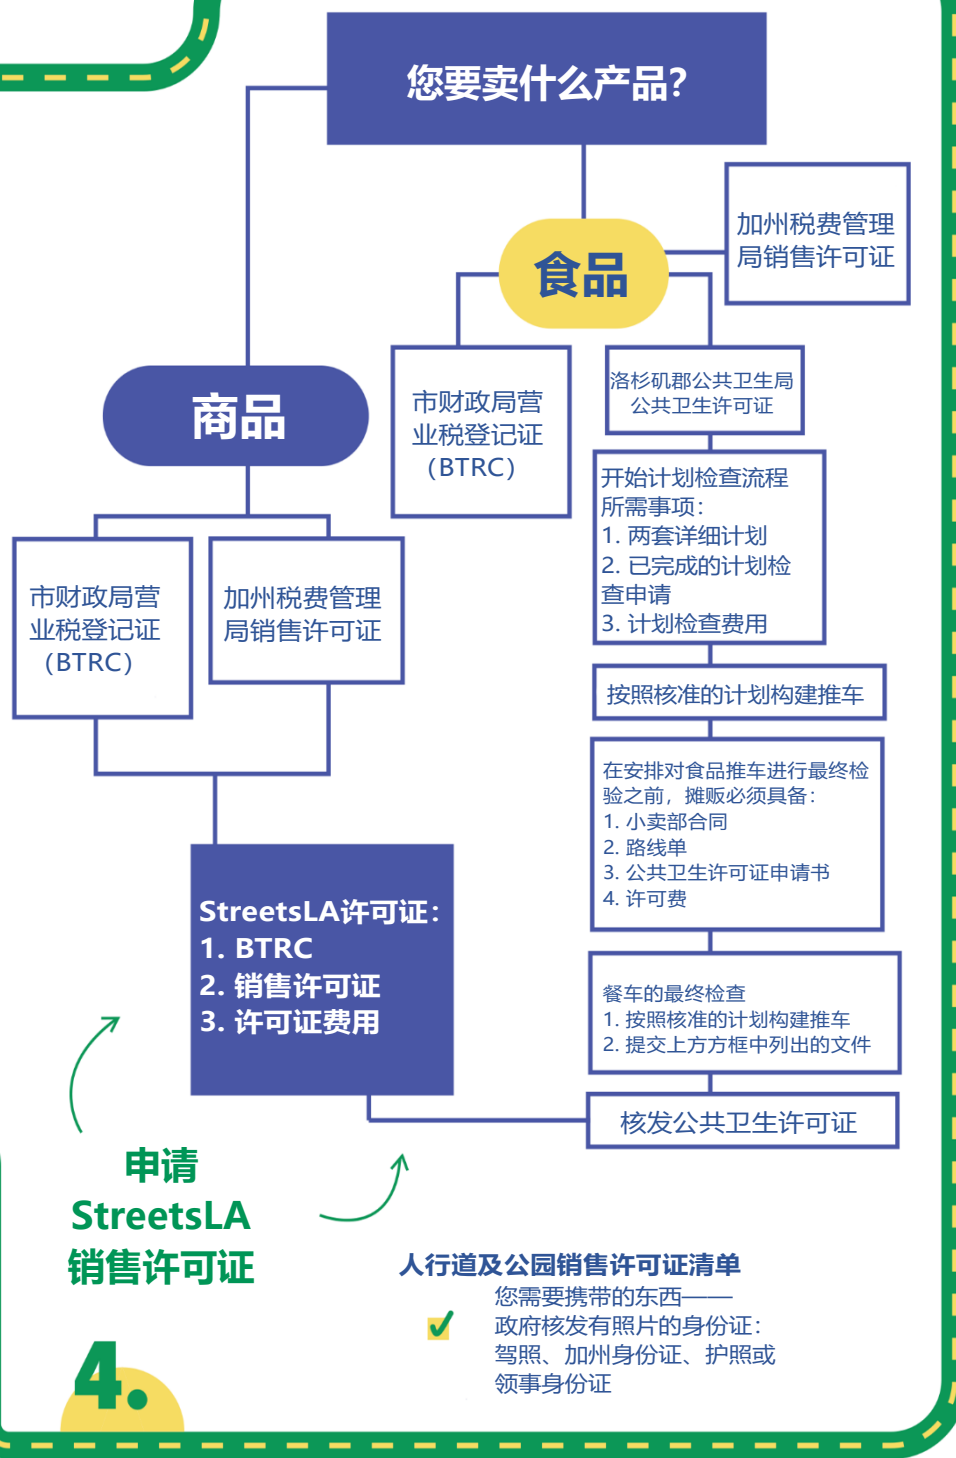 您要卖什么产品？
加州税费管理
局销售许可证
食品
市财政局营
业税登记证
（BTRC）
洛杉矶郡公共卫生局
公共卫生许可证
商品
开始计划检查流程
所需事项：
1. 两套详细计划
2. 已完成的计划检
查申请
3. 计划检查费用
市财政局营
业税登记证
（BTRC）
加州税费管理
局销售许可证
按照核准的计划构建推车
在安排对食品推车进行最终检
验之前，摊贩必须具备：
1. 小卖部合同
2. 路线单
3. 公共卫生许可证申请书
4. 许可费
StreetsLA许可证：
1. BTRC
2. 销售许可证
3. 许可证费用
餐车的最终检查
1. 按照核准的计划构建推车
2. 提交上方方框中列出的文件
核发公共卫生许可证
申请
StreetsLA
销售许可证
人行道及公园销售许可证清单
您需要携带的东西——
政府核发有照片的身份证：
驾照、加州身份证、护照或
领事身份证
4.